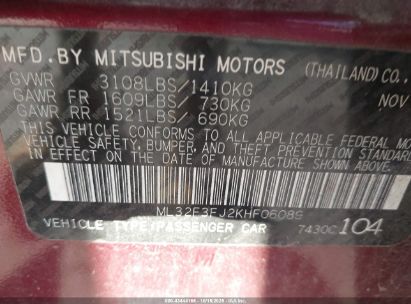 MFD. BY MITSUBISHI MOTORS (THAILAND) CO.,
GVWR 3108LBS/1410KG NOV
GAWR FR 1609LBS/ 730KG
GAWR RR 1521LBS/ 690KG
THIS VEHICLE CONFORMS TO ALL APPLICABLE FEDERAL MO
VEHICLE SAFETY, BUMPER, AND THEFT PREVENTION STANDARD
IN EFFECT ON THE DATE OF MANUFACTURE SHOWN ABOVE.
ML32F3FJ2KHF06089
VEHICLE TYPE:PASSENGER CAR 7430C 104